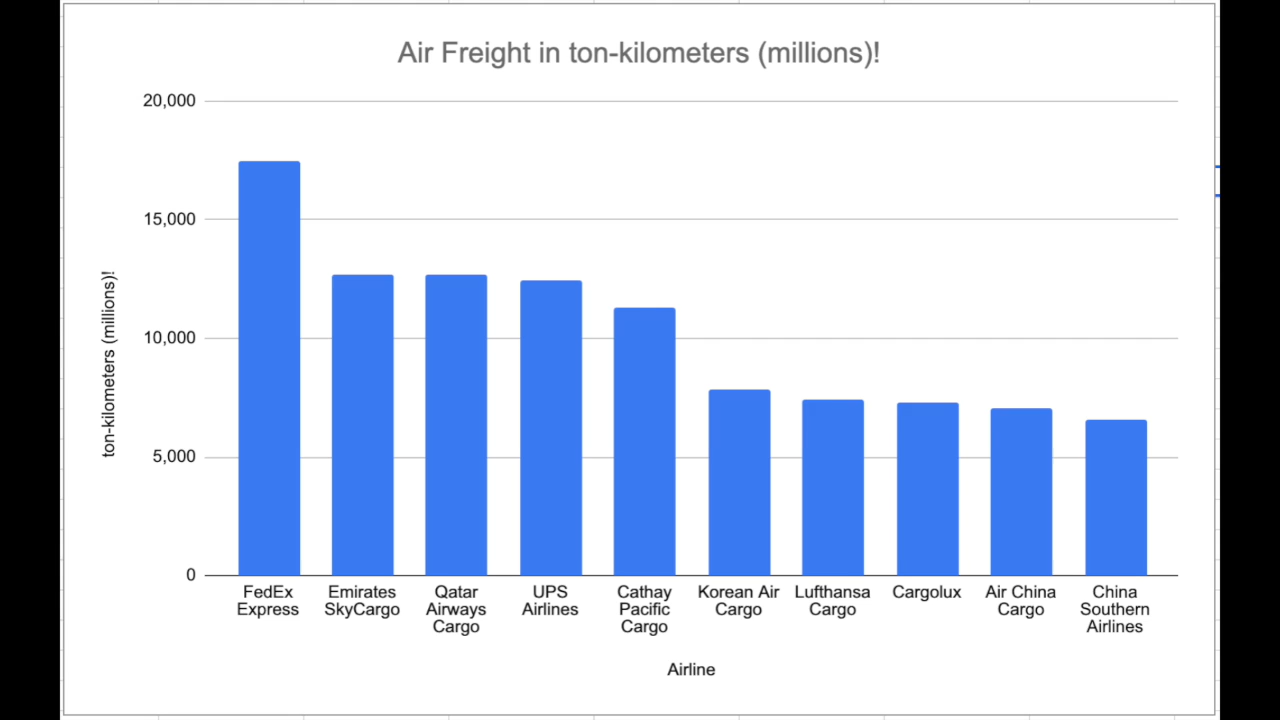 Air Freight in ton-kilometers (millions)!
20,000
15,000
10,000
5,000
0
ton-kilometers (millions)!
FedEx
Express
Emirates
SkyCargo
Qatar
Airways
Cargo
UPS
Airlines
Cathay
Pacific
Cargo
Korean Air
Cargo
Lufthansa
Cargo
Cargolux
Air China
Cargo
China
Southern
Airlines
Airline